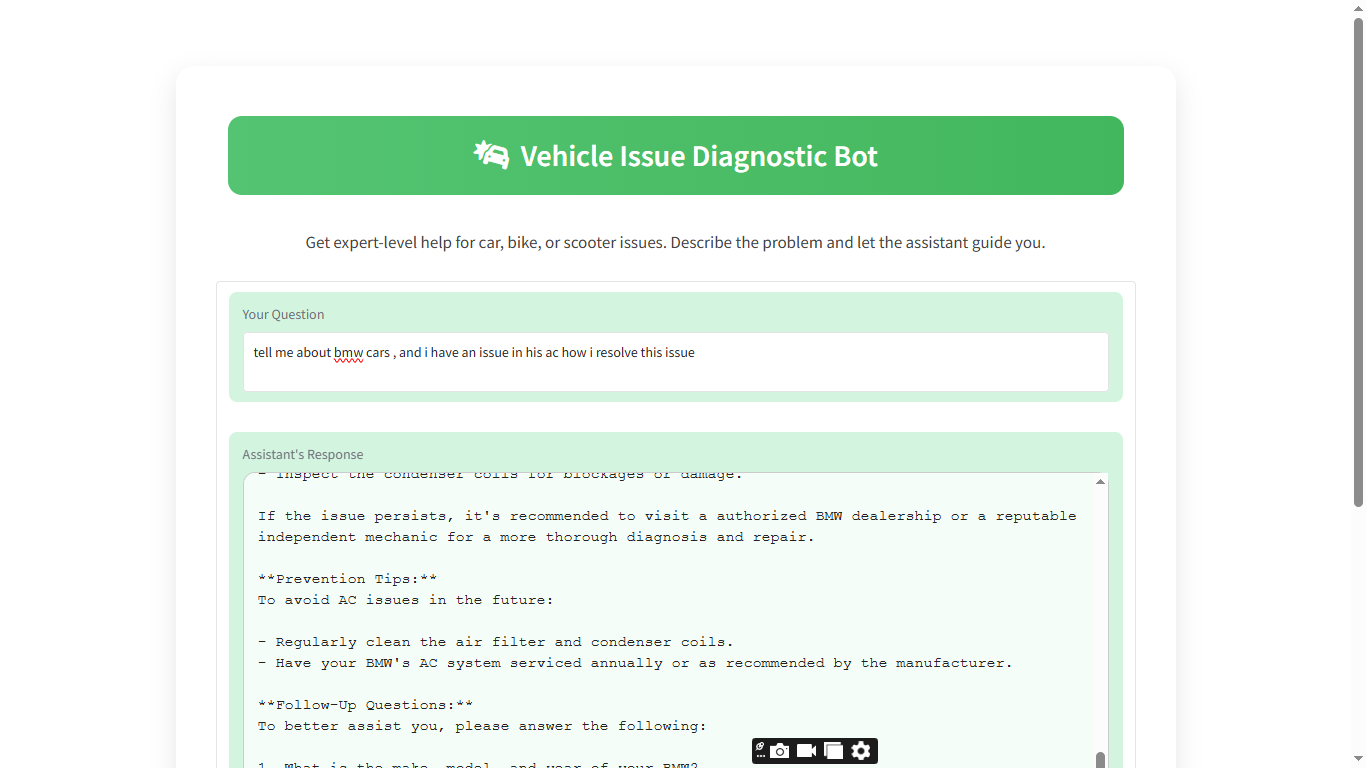 Vehicle Issue Diagnostic Bot
Get expert-level help for car, bike, or scooter issues. Describe the problem and let the assistant guide you.
Your Question
tell me about bmw cars , and i have an issue in his ac how i resolve this issue
Assistant's Response
- Inspect the condenser coils for blockages or damage.
If the issue persists, it's recommended to visit a authorized BMW dealership or a reputable
independent mechanic for a more thorough diagnosis and repair.
**Prevention Tips:**
To avoid AC issues in the future:
- Regularly clean the air filter and condenser coils.
- Have your BMW's AC system serviced annually or as recommended by the manufacturer.
**Follow-Up Questions:**
To better assist you, please answer the following:
1. What is the make, model, and year of your BMW?